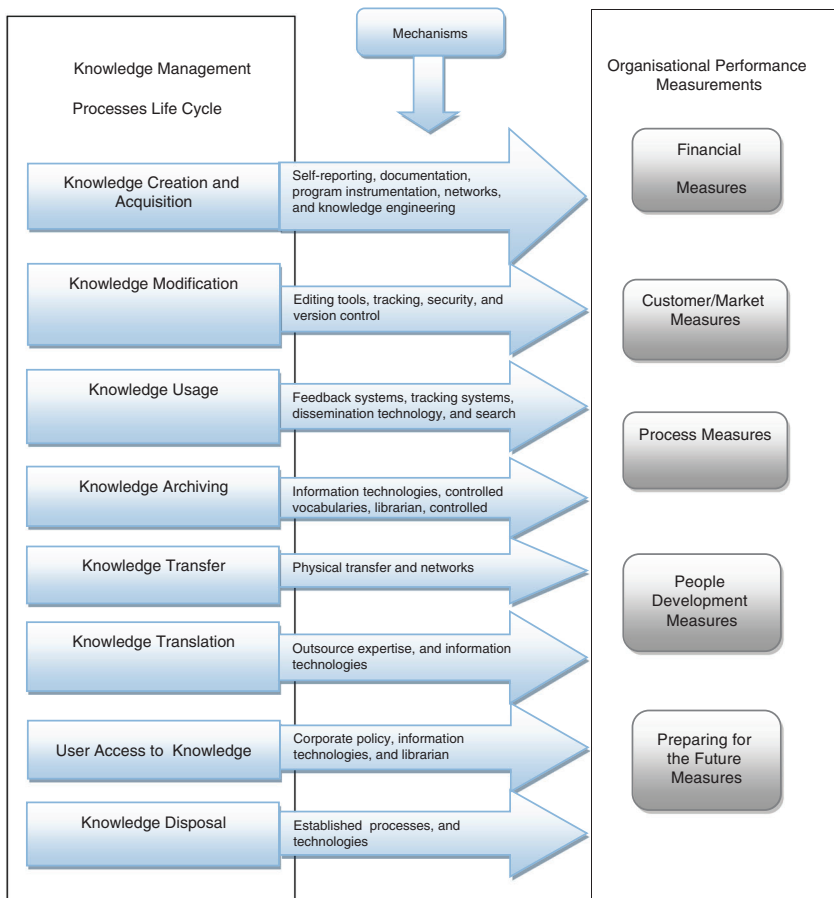 Mechanisms
Knowledge Management
Processes Life Cycle
Organisational Performance
Measurements
Knowledge Creation and
Acquisition
Self-reporting, documentation,
program instrumentation, networks,
and knowledge engineering
Financial
Measures
Knowledge Modification
Editing tools, tracking, security, and
version control
Customer/Market
Measures
Knowledge Usage
Feedback systems, tracking systems,
dissemination technology, and search
Process Measures
Knowledge Archiving
Information technologies, controlled
vocabularies, librarian, controlled
Knowledge Transfer
Physical transfer and networks
People
Development
Measures
Knowledge Translation
Outsource expertise, and information
technologies
User Access to Knowledge
Corporate policy, information
technologies, and librarian
Preparing for
the Future
Measures
Knowledge Disposal
Established processes, and
technologies